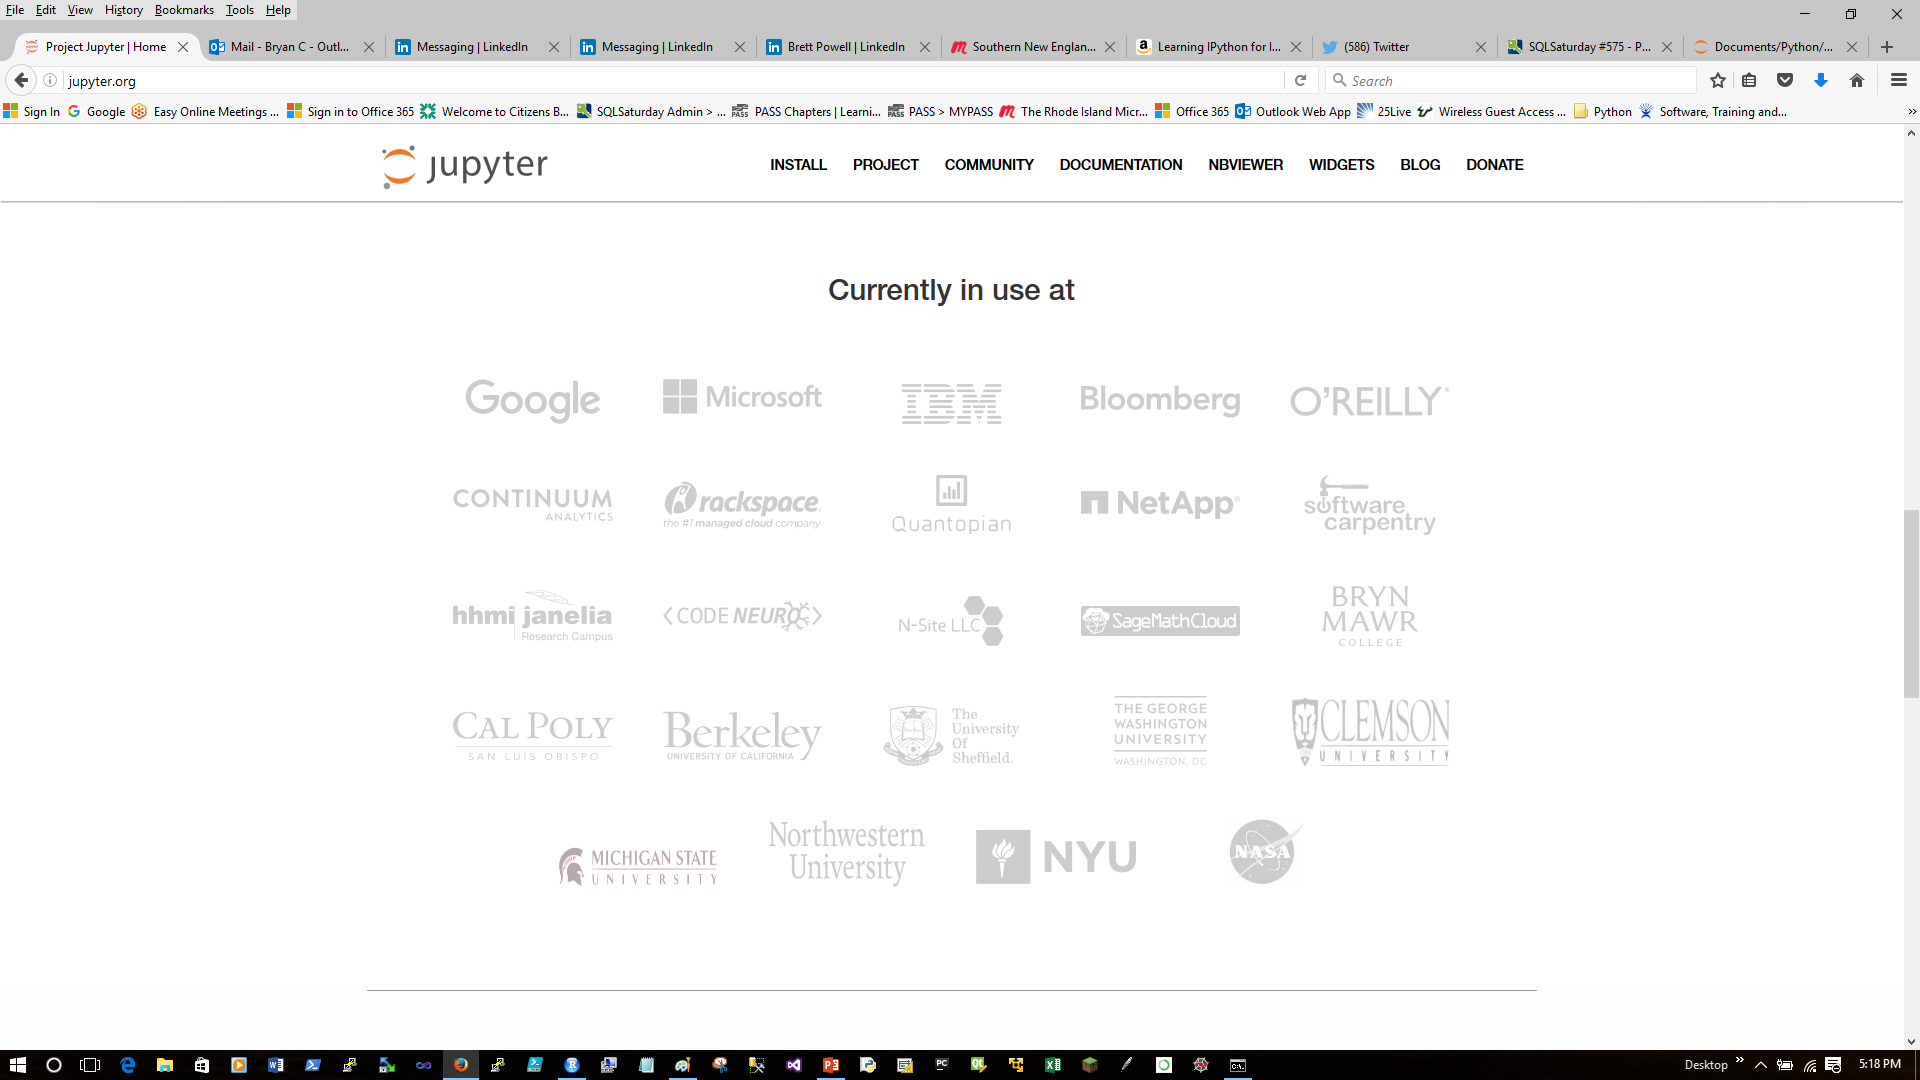 File Edit View History Bookmarks Tools Help
Project Jupyter | Home
Mail - Bryan C - Outl...
Messaging | LinkedIn
Messaging | LinkedIn
Brett Powell | LinkedIn
Southern New Englan...
Learning IPython for I...
(586) Twitter
SQLSaturday #575 - P...
Documents/Python/...
jupyter.org
Search
Sign In
Google
Easy Online Meetings ...
Sign in to Office 365
Welcome to Citizens B...
SQLSaturday Admin > ...
PASS Chapters | Learni...
PASS > MYPASS
The Rhode Island Micr...
Office 365
Outlook Web App
25Live
Wireless Guest Access ...
Python
Software, Training and...
jupyter
INSTALL PROJECT COMMUNITY DOCUMENTATION NBVIEWER WIDGETS BLOG DONATE
Currently in use at
Google
Microsoft
IBM
Bloomberg
O'REILLY®
CONTINUUM
ANALYTICS
rackspace.
the #1 managed cloud company
Quantopian
NetApp®
software
carpentry
hhmi janelia
Research Campus
<CODE NEURO>
N-Site LLC
SageMathCloud
BRYN
MAWR
COLLEGE
CAL POLY
SAN LUIS OBISPO
Berkeley
UNIVERSITY OF CALIFORNIA
The
University
Of
Sheffield.
THE GEORGE
WASHINGTON
UNIVERSITY
WASHINGTON, DC
CLEMSON
UNIVERSITY
MICHIGAN STATE
UNIVERSITY
Northwestern
University
NYU
NASA
Desktop
5:18 PM